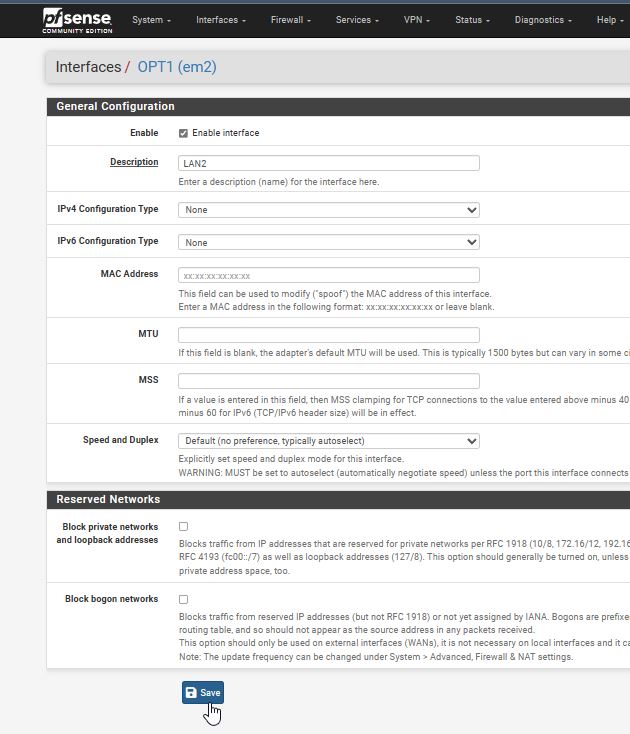 pfsense
COMMUNITY EDITION
System Interfaces Firewall Services VPN Status Diagnostics Help
Interfaces / OPT1 (em2)
General Configuration
Enable Enable interface
Description LAN2
Enter a description (name) for the interface here.
IPv4 Configuration Type None
IPv6 Configuration Type None
MAC Address xx:xx:xx:xx:xx:xx
This field can be used to modify ("spoof") the MAC address of this interface.
Enter a MAC address in the following format: xx:xx:xx:xx:xx:xx or leave blank.
MTU
If this field is blank, the adapter's default MTU will be used. This is typically 1500 bytes but can vary in some
MSS
If a value is entered in this field, then MSS clamping for TCP connections to the value entered above minus 40
minus 60 for IPv6 (TCP/IPv6 header size) will be in effect.
Speed and Duplex Default (no preference, typically autoselect)
Explicitly set speed and duplex mode for this interface.
WARNING: MUST be set to autoselect (automatically negotiate speed) unless the port this interface connects
Reserved Networks
Block private networks
and loopback addresses
Blocks traffic from IP addresses that are reserved for private networks per RFC 1918 (10/8, 172.16/12, 192.16
RFC 4193 (fc00::/7) as well as loopback addresses (127/8). This option should generally be turned on, unless
private address space, too.
Block bogon networks
Blocks traffic from reserved IP addresses (but not RFC 1918) or not yet assigned by IANA. Bogons are prefixe
routing table, and so should not appear as the source address in any packets received.
This option should only be used on external interfaces (WANs), it is not necessary on local interfaces and it ca
Note: The update frequency can be changed under System > Advanced, Firewall & NAT settings.
Save